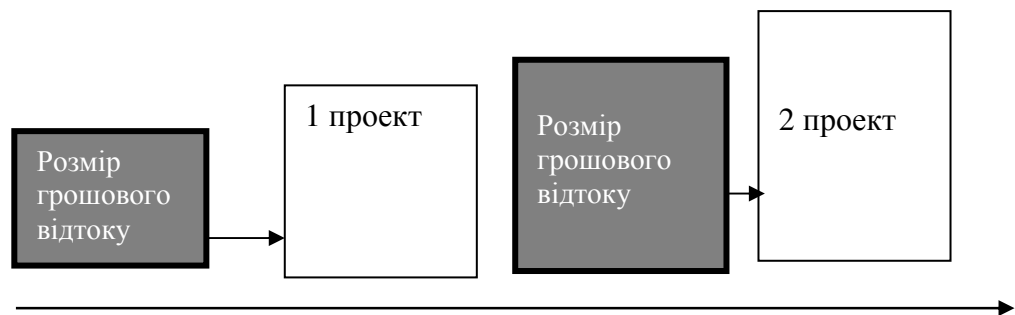 Розмір
грошового
відтоку
1 проект
Розмір
грошового
відтоку
2 проект